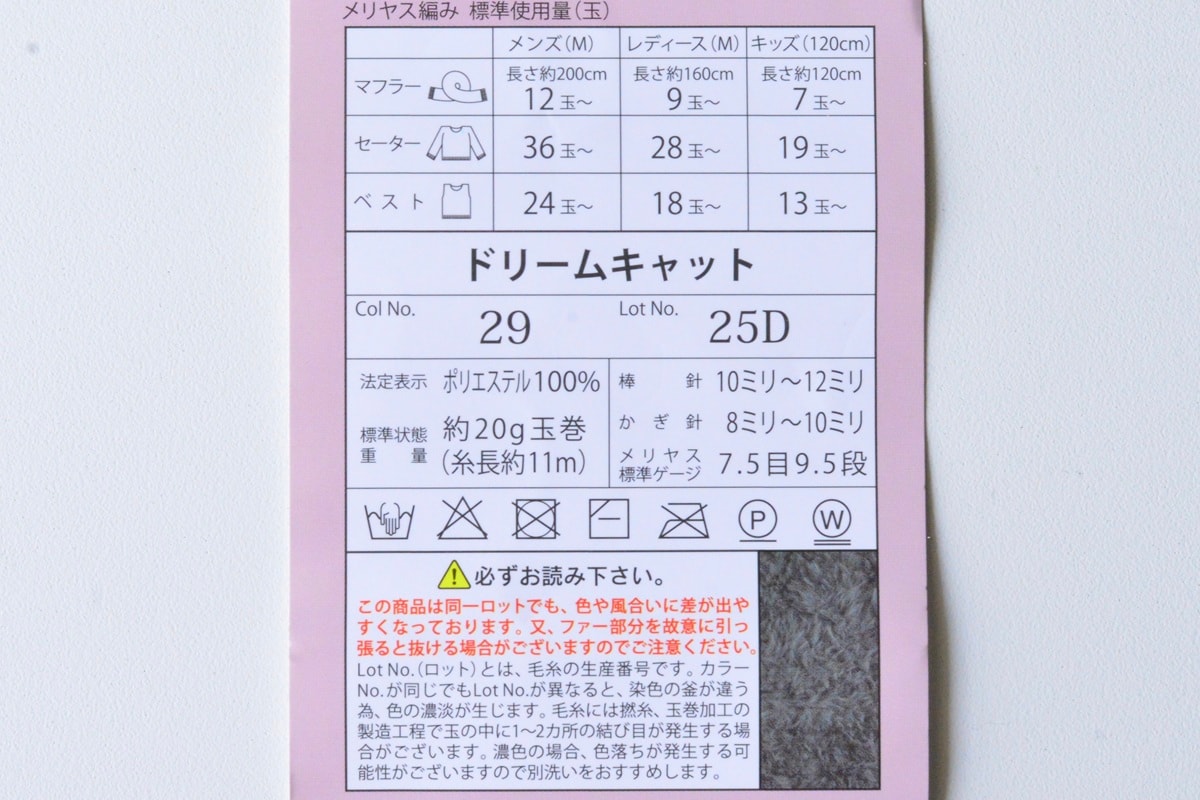 メリヤス編み 標準使用量(玉)
メンズ(M) レディース(M) キッズ(120cm)
マフラー 長さ約200cm 長さ約160cm 長さ約120cm
12玉〜 9玉〜 7玉〜
セーター 36玉〜 28玉〜 19玉〜
ベスト 24玉〜 18玉〜 13玉〜
ドリームキャット
Col No. 29 Lot No. 25D
法定表示 ポリエステル100%
標準状態重量 約20g玉巻
(糸長約11m)
棒針 10ミリ〜12ミリ
かぎ針 8ミリ〜10ミリ
メリヤス標準ゲージ 7.5目9.5段
P W
必ずお読み下さい。
この商品は同一ロットでも、色や風合いに差が出や
すくなっております。又、ファー部分を故意に引っ
張ると抜ける場合がございますのでご注意ください。
Lot No.(ロット)とは、毛糸の生産番号です。カラー
No.が同じでもLot No.が異なると、染色の釜が違う
為、色の濃淡が生じます。毛糸には撚糸、玉巻加工の
製造工程で玉の中に1〜2カ所の結び目が発生する場
合がございます。濃色の場合、色落ちが発生する可
能性がございますので別洗いをおすすめします。